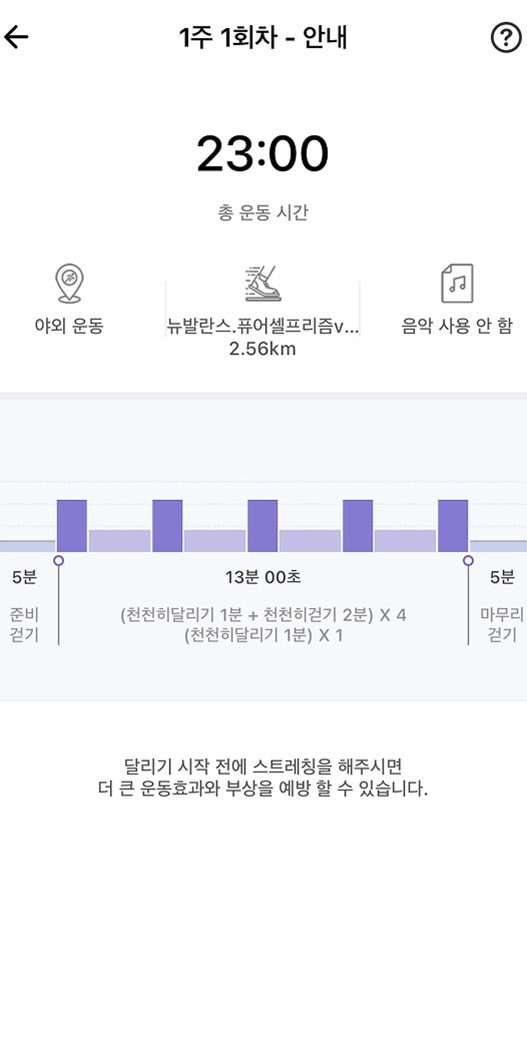 1주 1회차 - 안내
23:00
총 운동 시간
야외 운동
뉴발란스.퓨어셀프리즘v...
2.56km
음악 사용 안 함
5분
준비
걷기
13분 00초
(천천히달리기 1분 + 천천히걷기 2분) X 4
(천천히달리기 1분) X 1
5분
마무리
걷기
달리기 시작 전에 스트레칭을 해주시면
더 큰 운동효과와 부상을 예방 할 수 있습니다.